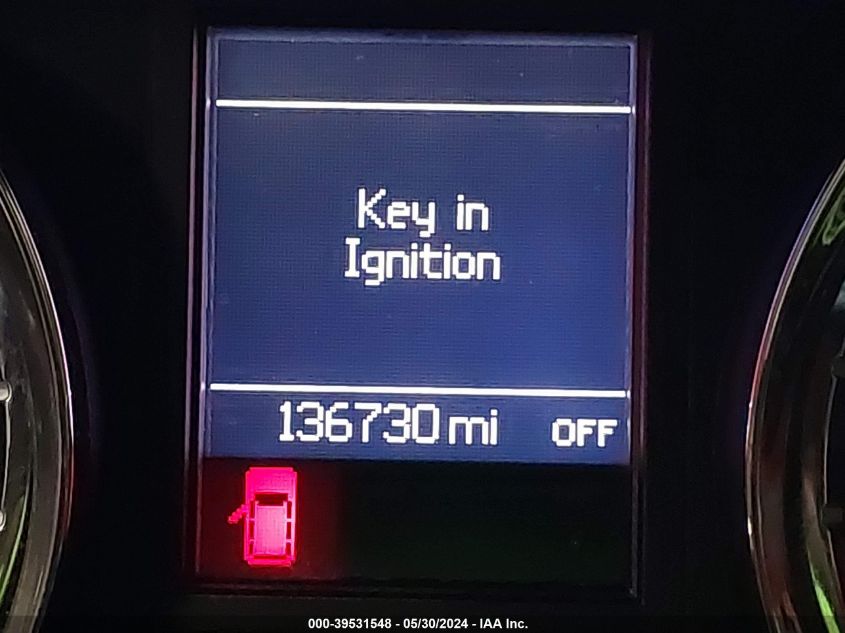 Key in
Ignition
136730 mi OFF
000-39531548 - 05/30/2024 - IAA Inc.